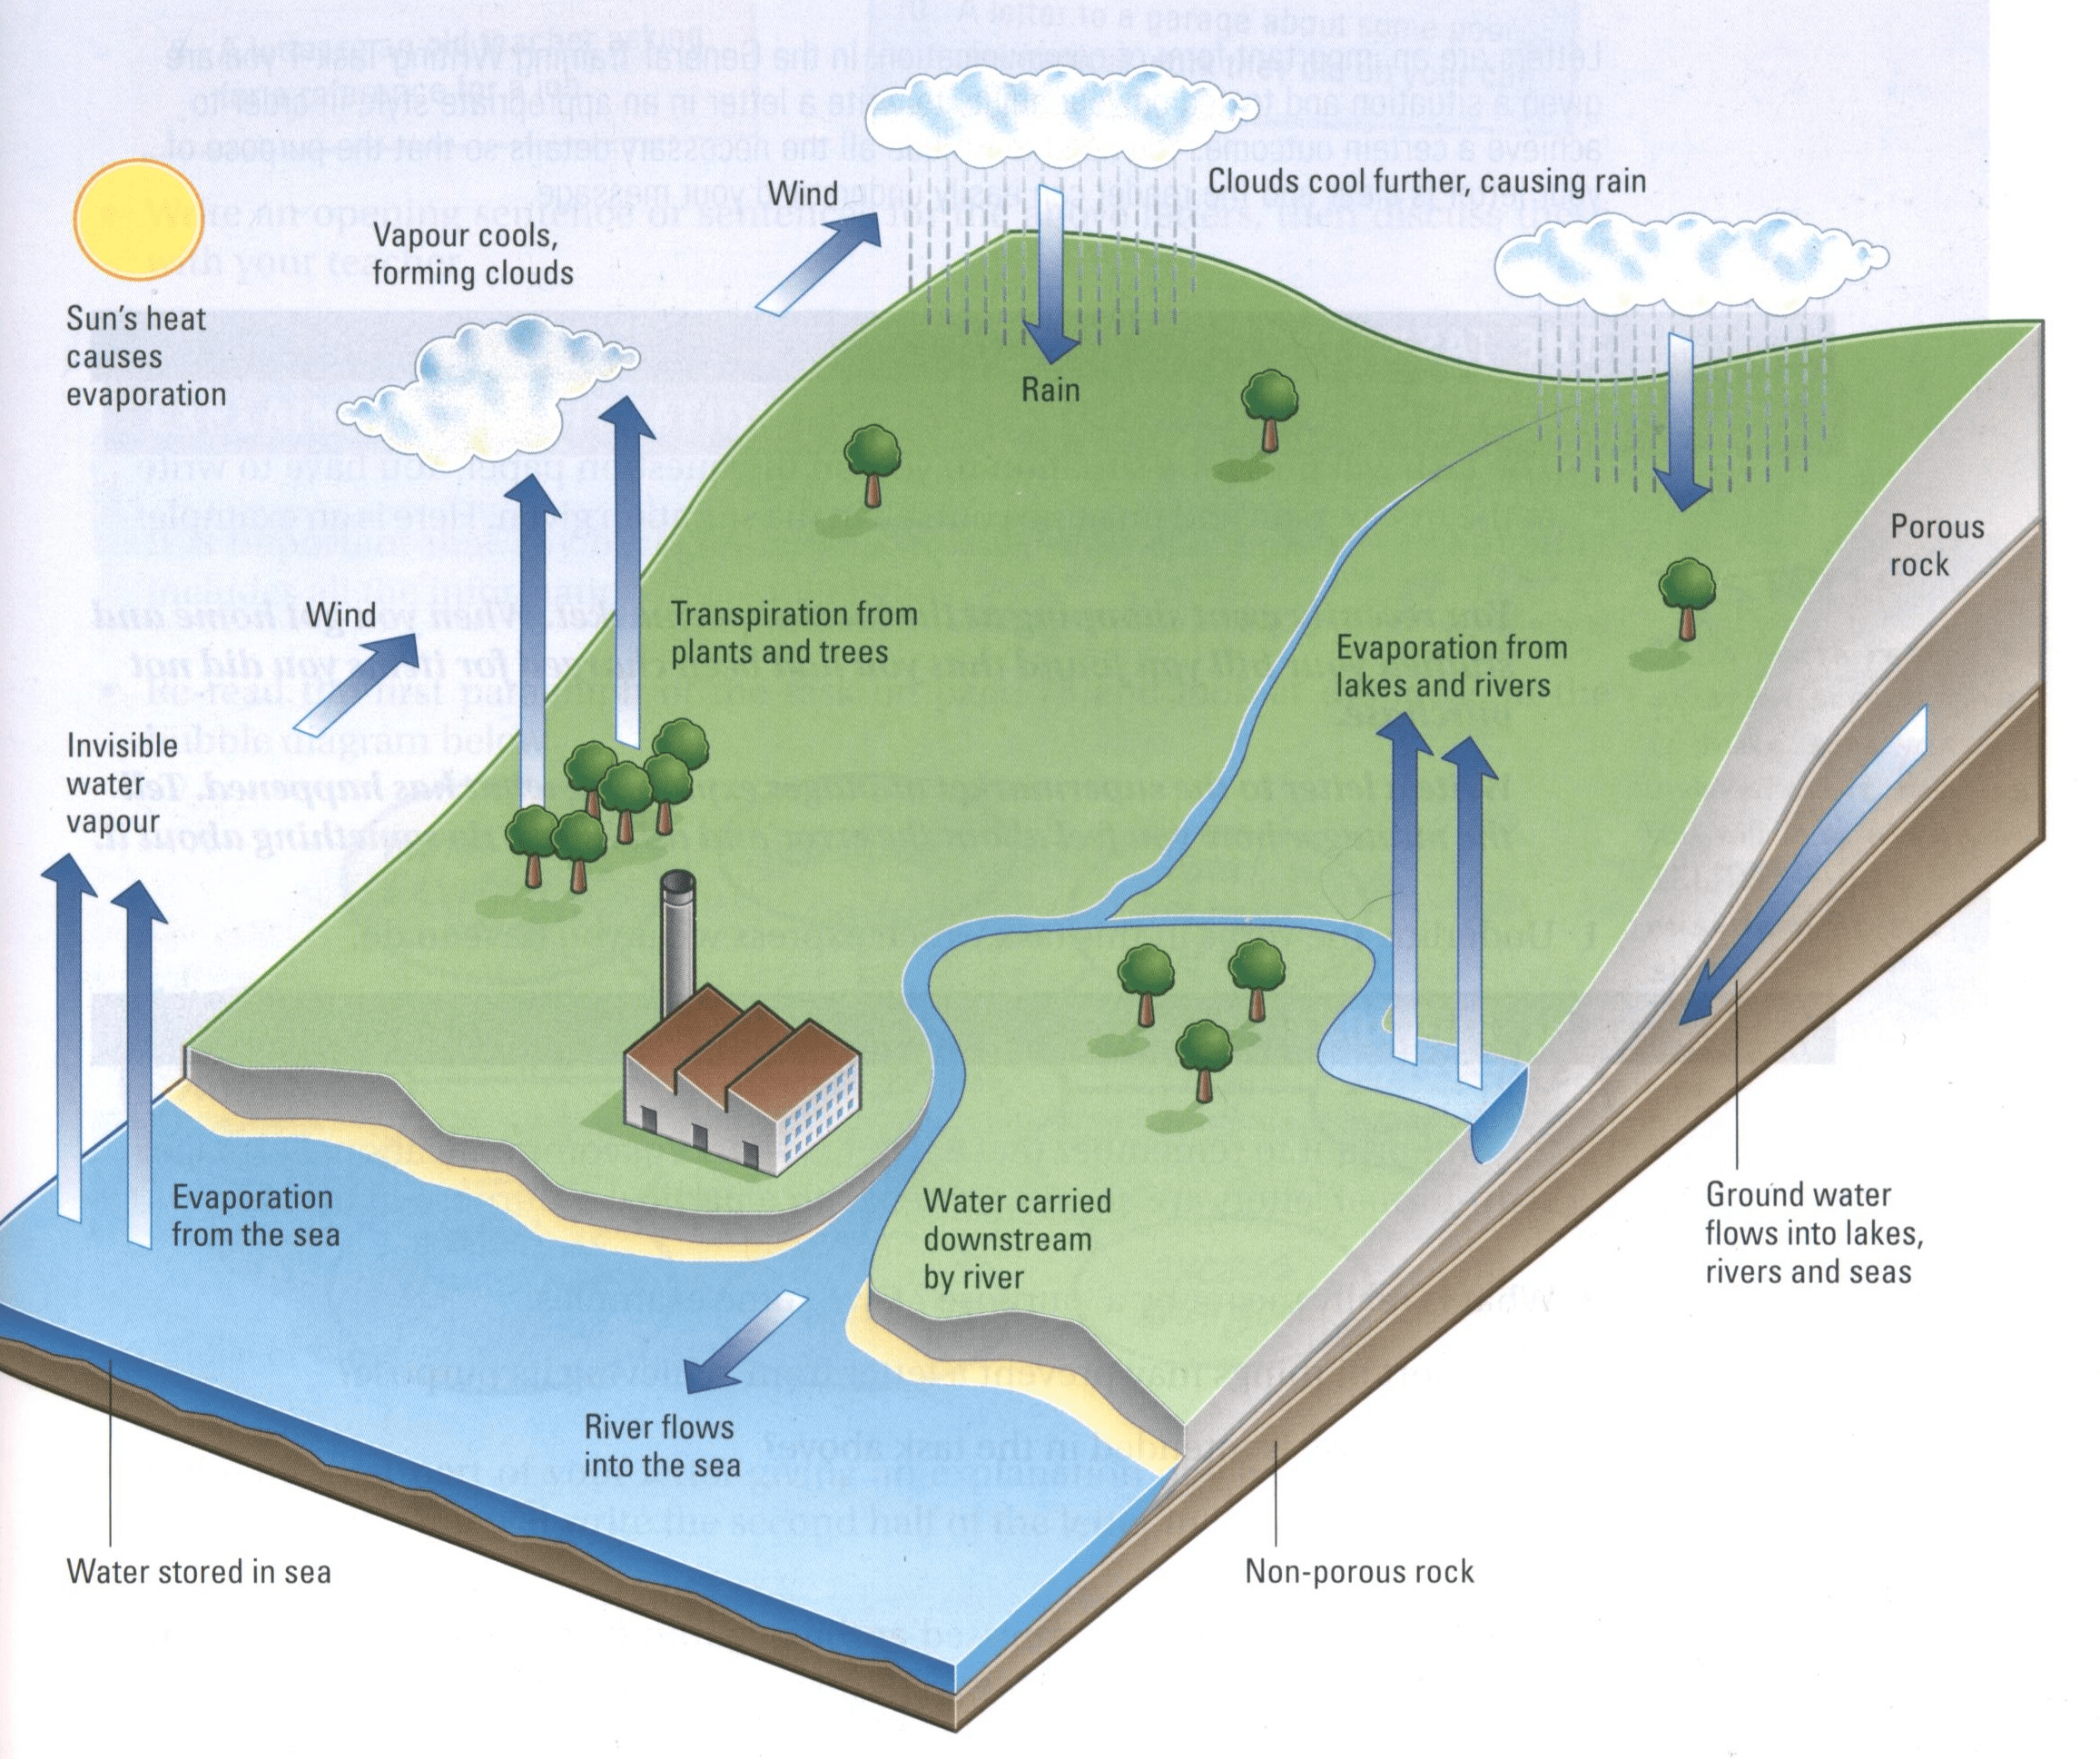 Wind
Clouds cool further, causing rain
Vapour cools,
forming clouds
Sun's heat
causes
evaporation
Rain
Porous
rock
Wind
Transpiration from
plants and trees
Evaporation from
lakes and rivers
Invisible
water
vapour
Evaporation
from the sea
Water carried
downstream
by river
Ground water
flows into lakes,
rivers and seas
River flows
into the sea
Water stored in sea
Non-porous rock